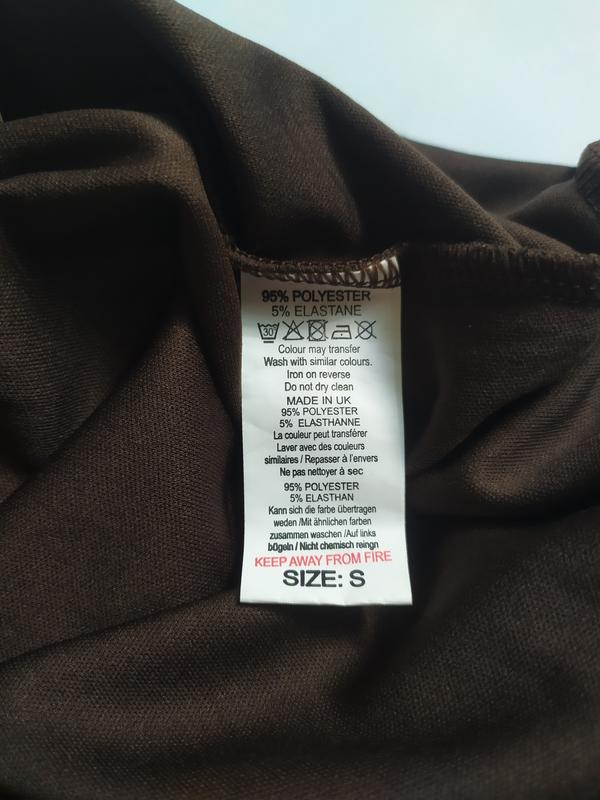 95% POLYESTER
5% ELASTANE
30
Colour may transfer
Wash with similar colours.
Iron on reverse
Do not dry clean
MADE IN UK
95% POLYESTER
5% ELASTHANNE
La couleur peut transférer
Laver avec des couleurs
similaires / Repasser à l'envers
Ne pas nettoyer à sec
95% POLYESTER
5% ELASTHAN
Kann sich die farbe übertragen
weden /Mit ähnlichen farben
zusammen waschen /Auf links
bügeln / Nicht chemisch reingn
KEEP AWAY FROM FIRE
SIZE: S